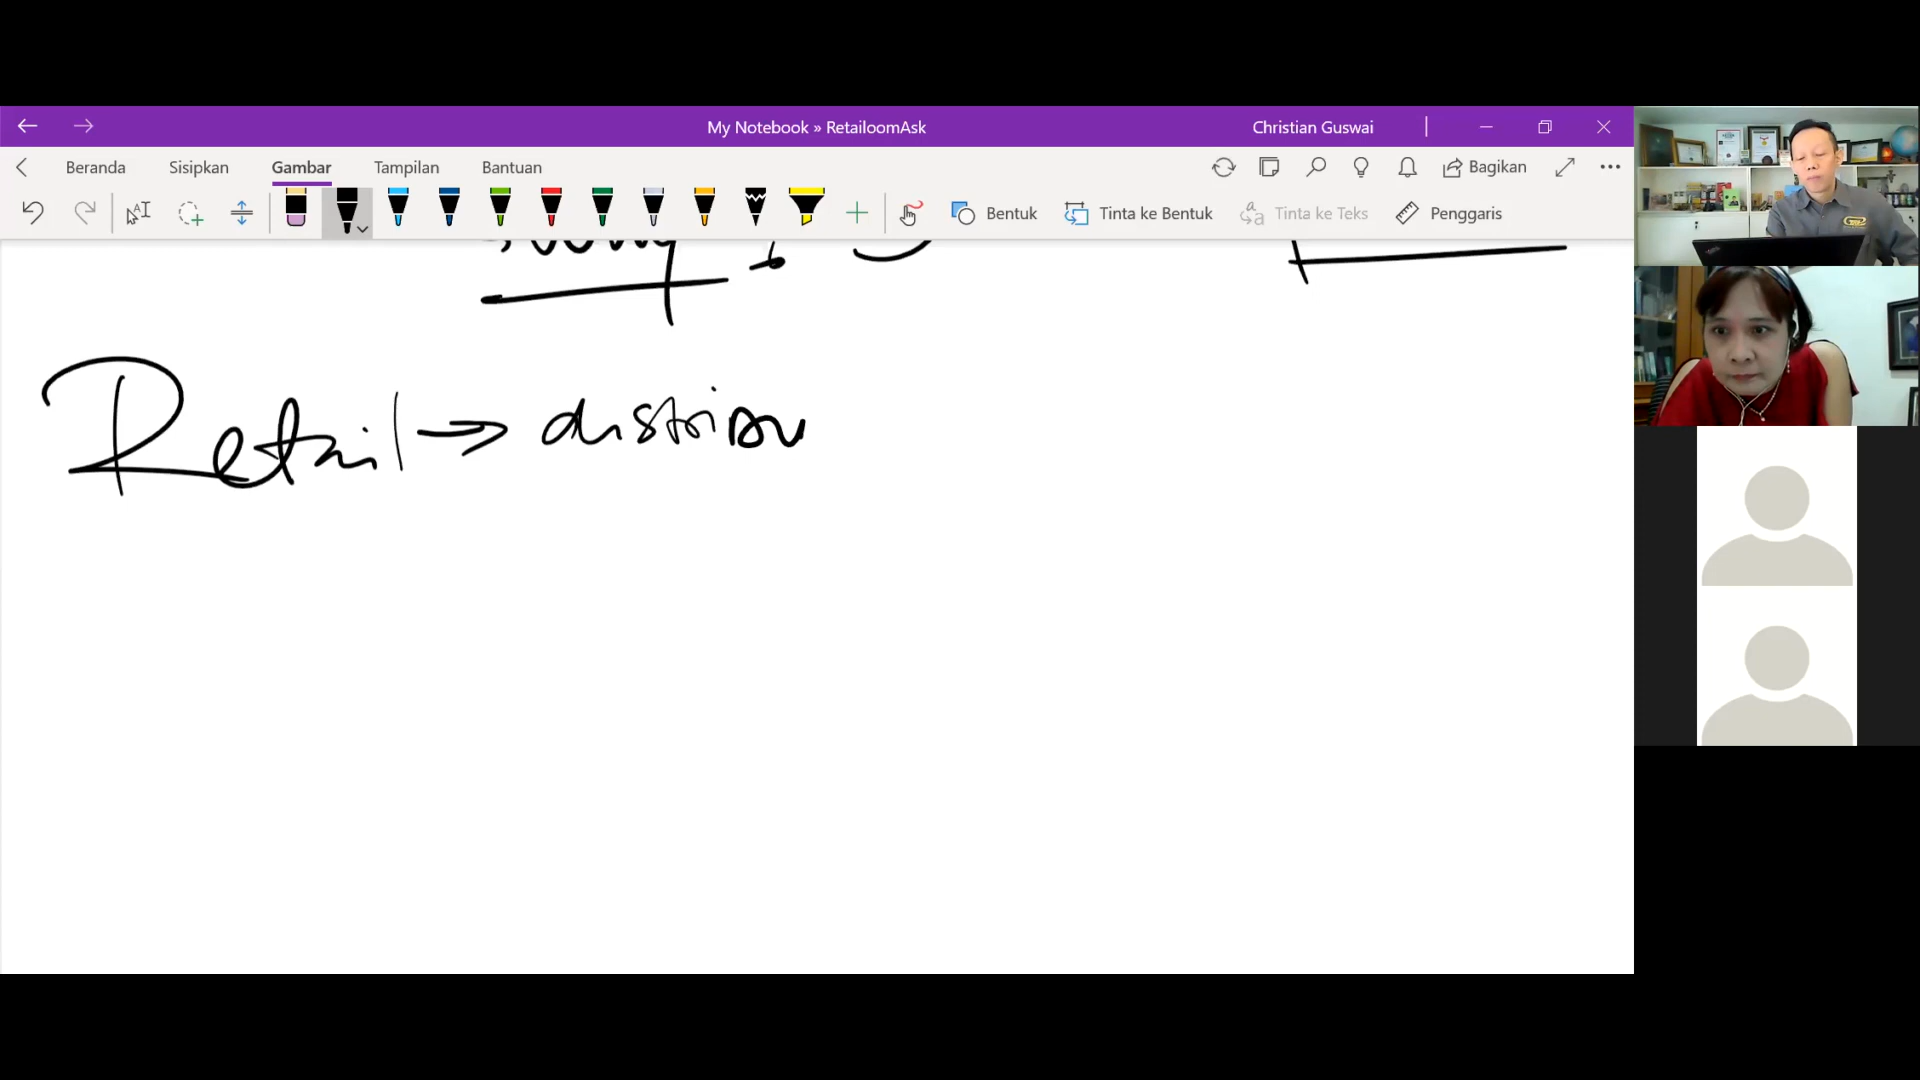 My Notebook » RetailoomAsk
Christian Guswai
Beranda Sisipkan Gambar Tampilan Bantuan
Bagikan
Bentuk Tinta ke Bentuk Tinta ke Teks Penggaris
Retail → distribu